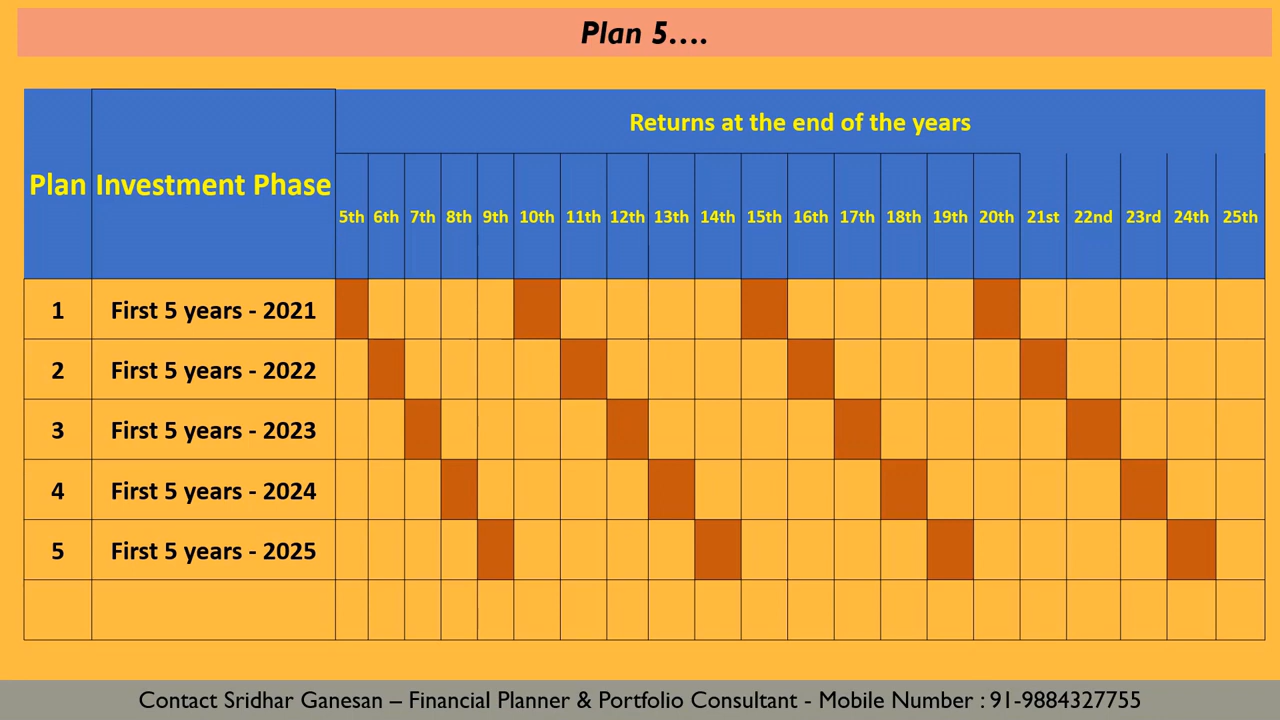 Plan 5....
Returns at the end of the years
Plan Investment Phase
5th 6th 7th 8th 9th 10th 11th 12th 13th 14th 15th 16th 17th 18th 19th 20th 21st 22nd 23rd 24th 25th
1 First 5 years - 2021
2 First 5 years - 2022
3 First 5 years - 2023
4 First 5 years - 2024
5 First 5 years - 2025
Contact Sridhar Ganesan – Financial Planner & Portfolio Consultant - Mobile Number : 91-9884327755